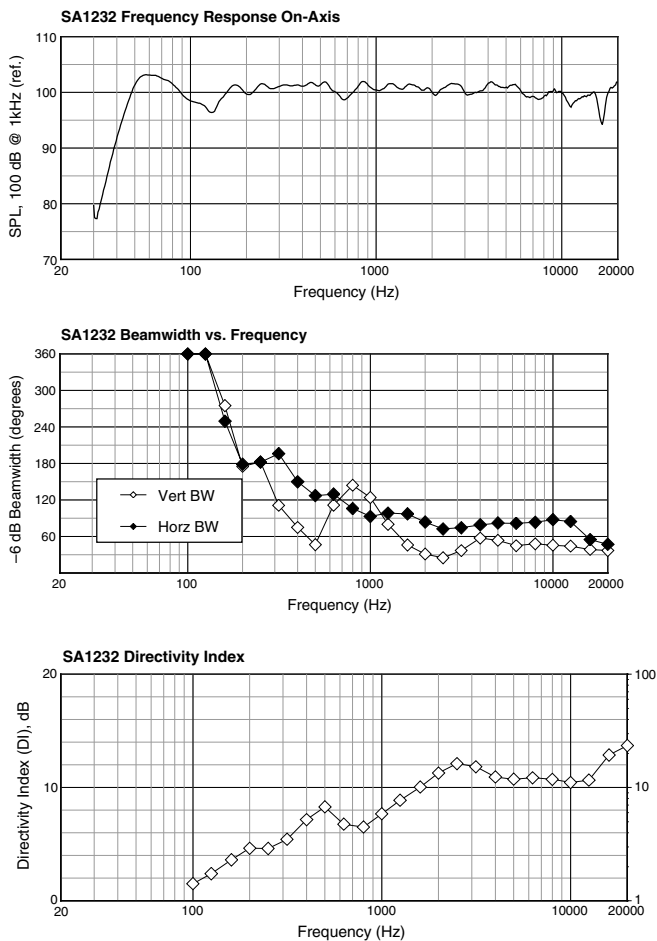 SA1232 Frequency Response On-Axis
SPL, 100 dB @ 1kHz (ref.)
110
100
90
80
70
20
100
1000
10000
20000
Frequency (Hz)
SA1232 Beamwidth vs. Frequency
–6 dB Beamwidth (degrees)
360
300
240
180
120
60
Vert BW
Horz BW
20
100
1000
10000
20000
Frequency (Hz)
SA1232 Directivity Index
Directivity Index (DI), dB
20
10
0
100
10
1
20
100
1000
10000
20000
Frequency (Hz)